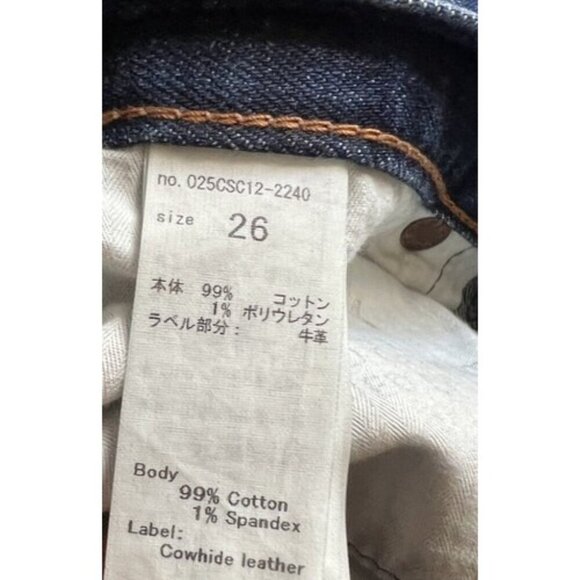 no. 025CSC12-2240
size 26
本体 99% コットン
1% ポリウレタン
ラベル部分: 牛革
Body
99% Cotton
1% Spandex
Label:
Cowhide leather